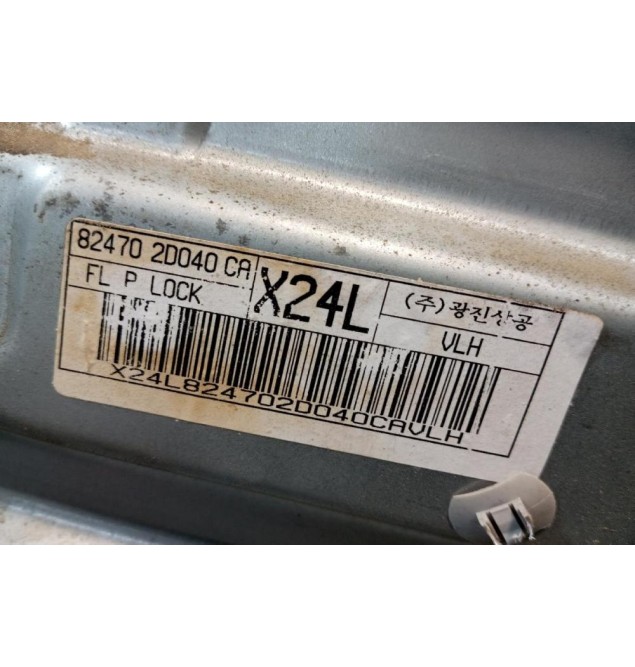 82470 2D040 CA
FL P LOCK
X24L
(주)광진상공
VLH
X24L824702D040CAVLH